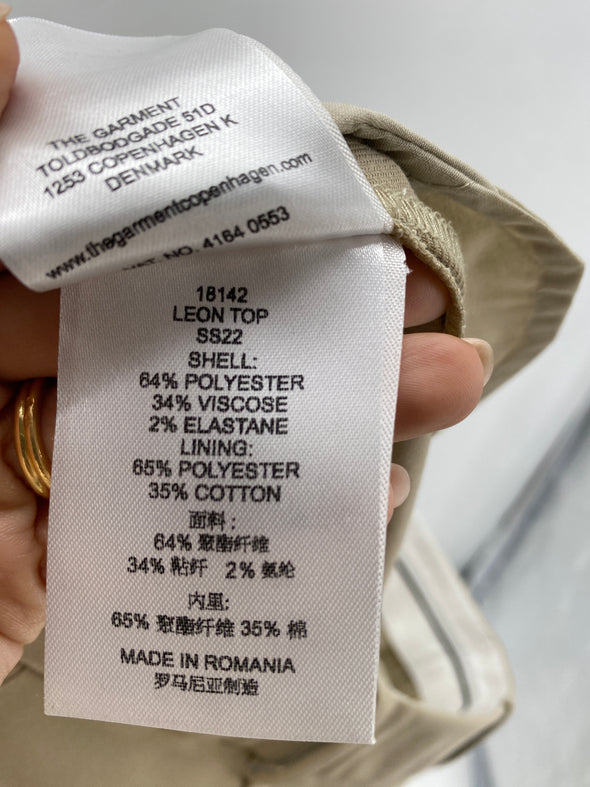 THE GARMENT
TOLDBODGADE 51D
1253 COPENHAGEN K
DENMARK
www.thegarmentcopenhagen.com
VAT. NO. 4164 0553
18142
LEON TOP
SS22
SHELL:
64% POLYESTER
34% VISCOSE
2% ELASTANE
LINING:
65% POLYESTER
35% COTTON
面料：
64% 聚酯纤维
34% 粘纤 2% 氨纶
内里:
65% 聚酯纤维 35% 棉
MADE IN ROMANIA
罗马尼亚制造